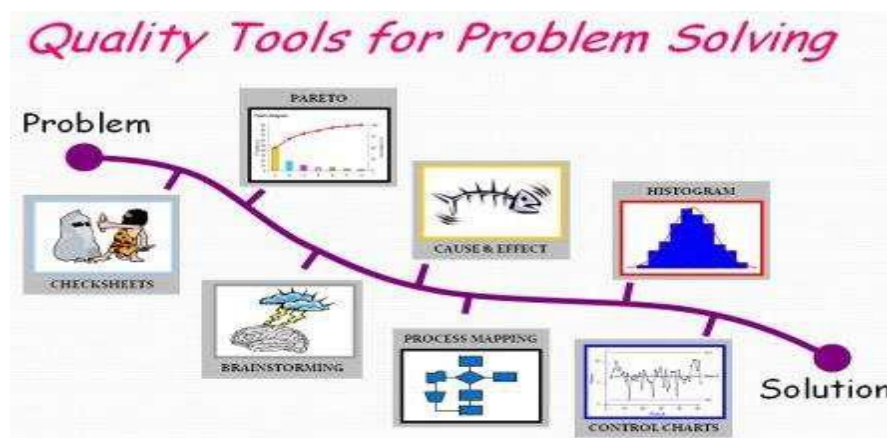 Quality Tools for Problem Solving
Problem
PARETO
CHECKSHEETS
BRAINSTORMING
CAUSE & EFFECT
PROCESS MAPPING
HISTOGRAM
CONTROL CHARTS
Solution